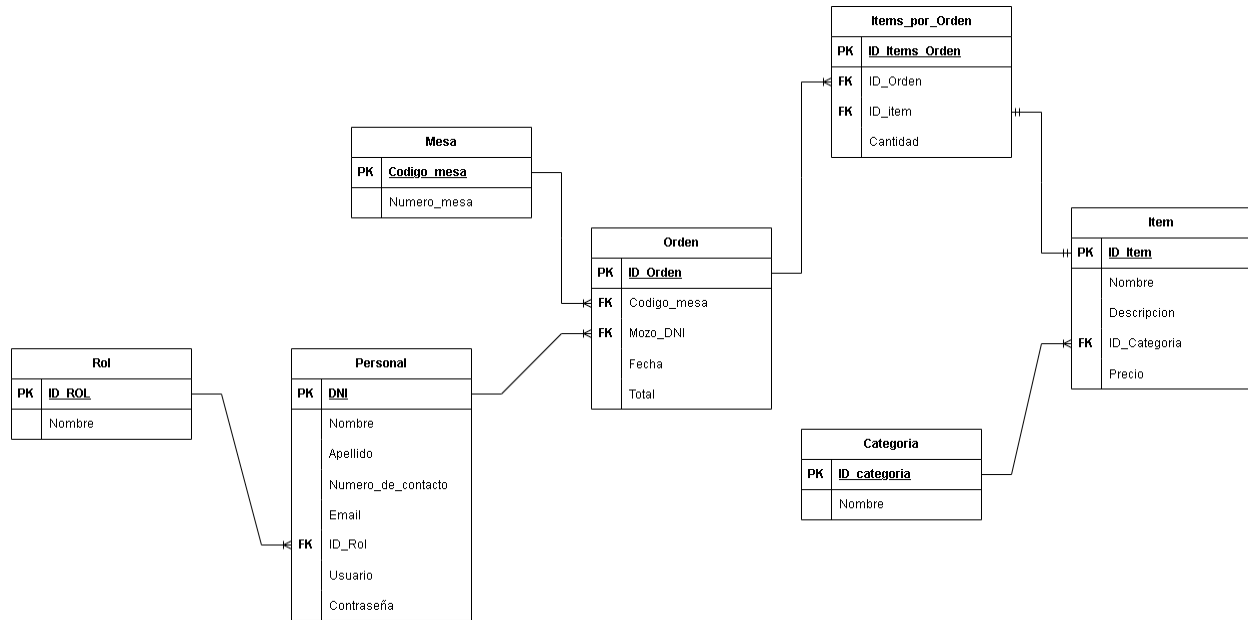 Items_por_Orden
PK ID_Items_Orden
FK ID_Orden
FK ID_item
Cantidad
Mesa
PK Codigo_mesa
Numero_mesa
Orden
PK ID_Orden
FK Codigo_mesa
FK Mozo_DNI
Fecha
Total
Item
PK ID_Item
Nombre
Descripcion
FK ID_Categoria
Precio
Rol
PK ID_ROL
Nombre
Personal
PK DNI
Nombre
Apellido
Numero_de_contacto
Email
FK ID_Rol
Usuario
Contraseña
Categoria
PK ID_categoria
Nombre